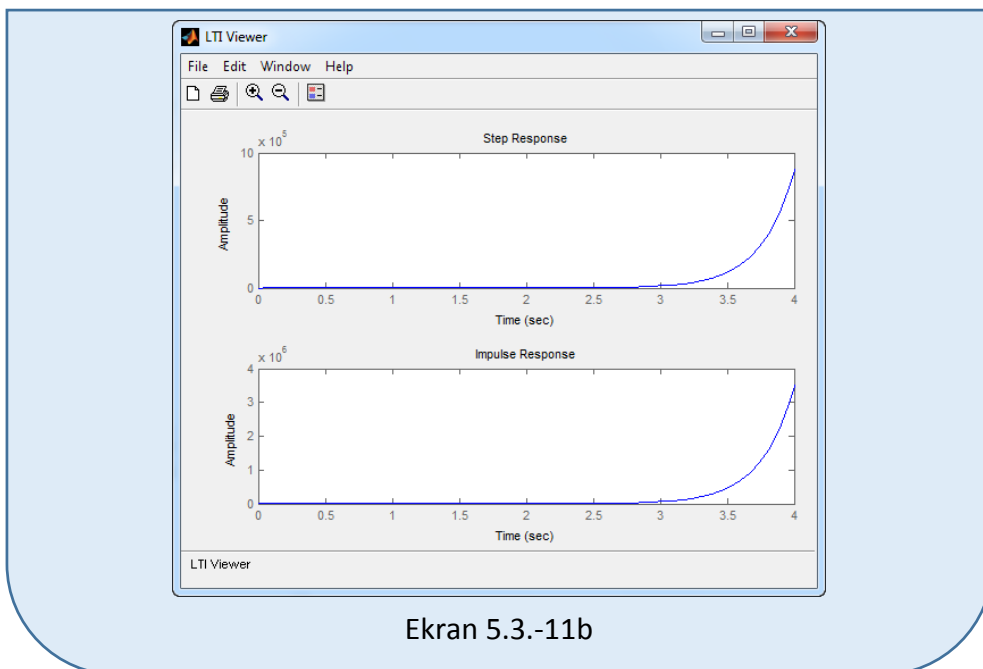 LTI Viewer
File Edit Window Help
x 10^5
Step Response
10
5
0
Amplitude
0 0.5 1 1.5 2 2.5 3 3.5 4
Time (sec)
x 10^6
Impulse Response
4
3
2
1
0
Amplitude
0 0.5 1 1.5 2 2.5 3 3.5 4
Time (sec)
LTI Viewer
Ekran 5.3.-11b